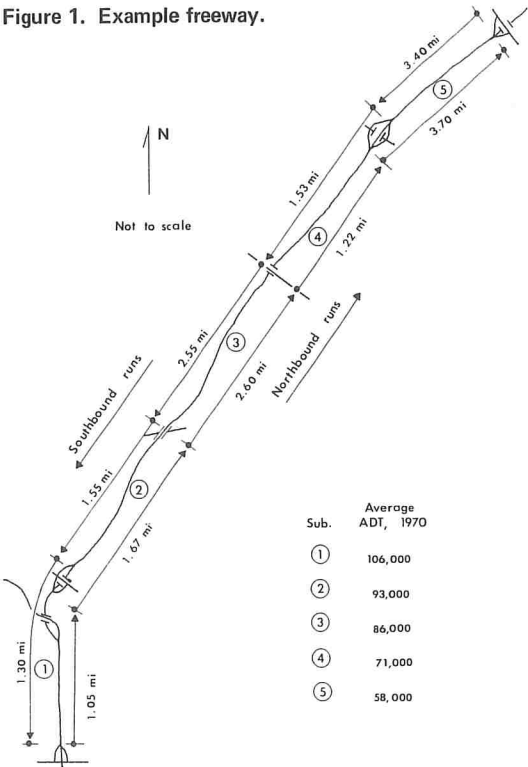 Figure 1. Example freeway.
3.40 mi
5
3.70 mi
N
1.53 mi
Not to scale
4
1.22 mi
2.55 mi
3
Northbound runs
2.60 mi
Southbound runs
1.55 mi
2
1.67 mi
1.30 mi
1
1.05 mi
Sub. Average ADT, 1970
1 106,000
2 93,000
3 86,000
4 71,000
5 58,000